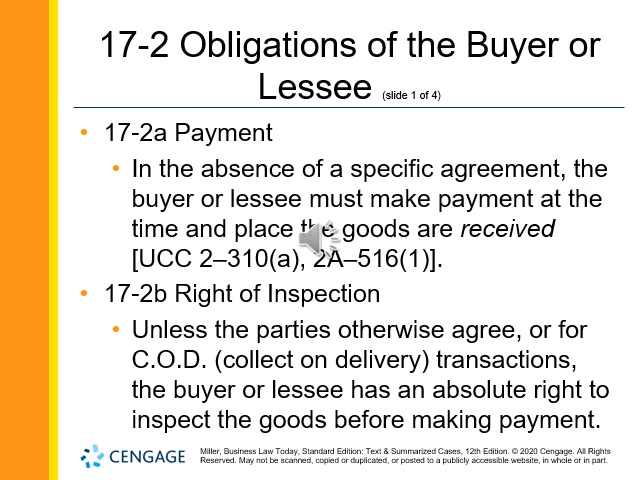 17-2 Obligations of the Buyer or
Lessee (slide 1 of 4)
• 17-2a Payment
• In the absence of a specific agreement, the
buyer or lessee must make payment at the
time and place the goods are received
[UCC 2–310(a), 2A–516(1)].
• 17-2b Right of Inspection
• Unless the parties otherwise agree, or for
C.O.D. (collect on delivery) transactions,
the buyer or lessee has an absolute right to
inspect the goods before making payment.
CENGAGE
Miller, Business Law Today, Standard Edition: Text & Summarized Cases, 12th Edition. © 2020 Cengage. All Rights
Reserved. May not be scanned, copied or duplicated, or posted to a publicly accessible website, in whole or in part.